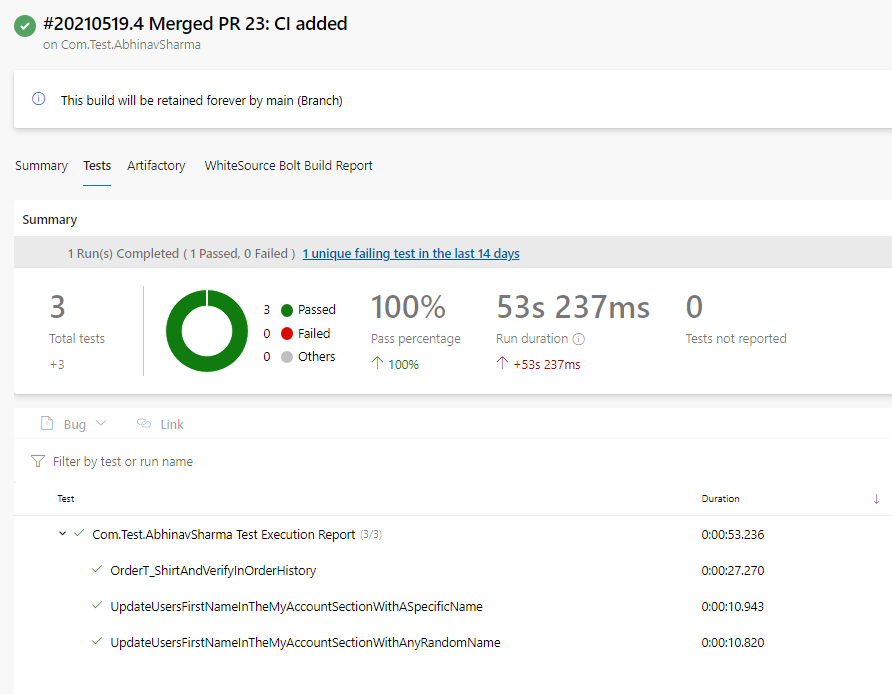 #20210519.4 Merged PR 23: CI added
on Com.Test.AbhinavSharma
This build will be retained forever by main (Branch)
Summary Tests Artifactory WhiteSource Bolt Build Report
Summary
1 Run(s) Completed ( 1 Passed, 0 Failed ) 1 unique failing test in the last 14 days
3
Total tests
+3
3 Passed
0 Failed
0 Others
100%
Pass percentage
100%
53s 237ms
Run duration
+53s 237ms
0
Tests not reported
Bug Link
Filter by test or run name
Test Duration
Com.Test.AbhinavSharma Test Execution Report (3/3) 0:00:53.236
OrderT_ShirtAndVerifyInOrderHistory 0:00:27.270
UpdateUsersFirstNameInTheMyAccountSectionWithASpecificName 0:00:10.943
UpdateUsersFirstNameInTheMyAccountSectionWithAnyRandomName 0:00:10.820